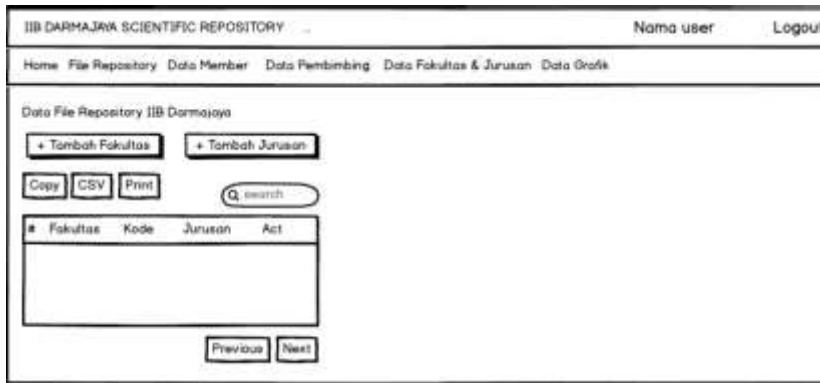 IIB DARMAJAYA SCIENTIFIC REPOSITORY ... Nama user Logout
Home File Repository Data Member Data Pembimbing Data Fakultas & Jurusan Data Grafik
Data File Repository IIB Darmajaya
+ Tambah Fakultas + Tambah Jurusan
Copy CSV Print search
# Fakultas Kode Jurusan Act
Previous Next